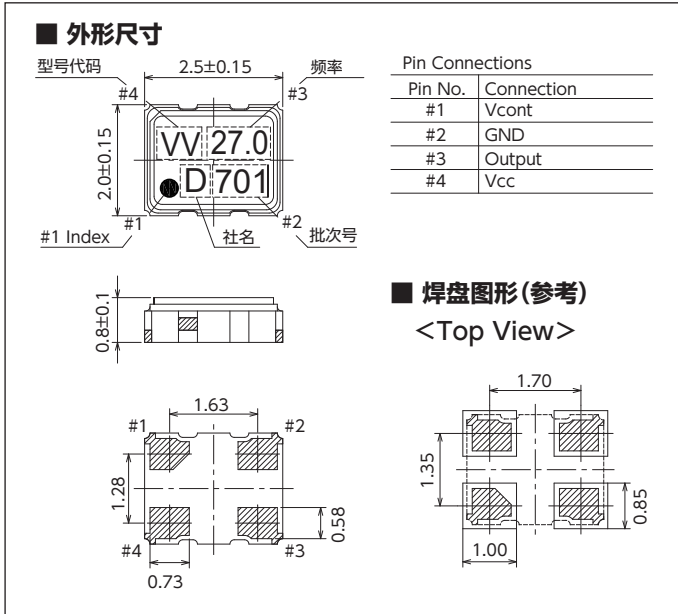 ■ 外形尺寸
型号代码
2.5±0.15
频率
#4
#3
2.0±0.15
VV 27.0
D 701
#1
#2
#1 Index
社名
批次号
Pin Connections
Pin No. Connection
#1 Vcont
#2 GND
#3 Output
#4 Vcc
0.8±0.1
■ 焊盘图形(参考)
<Top View>
1.63
#1
#2
1.28
0.58
#4
#3
0.73
1.70
1.35
0.85
1.00